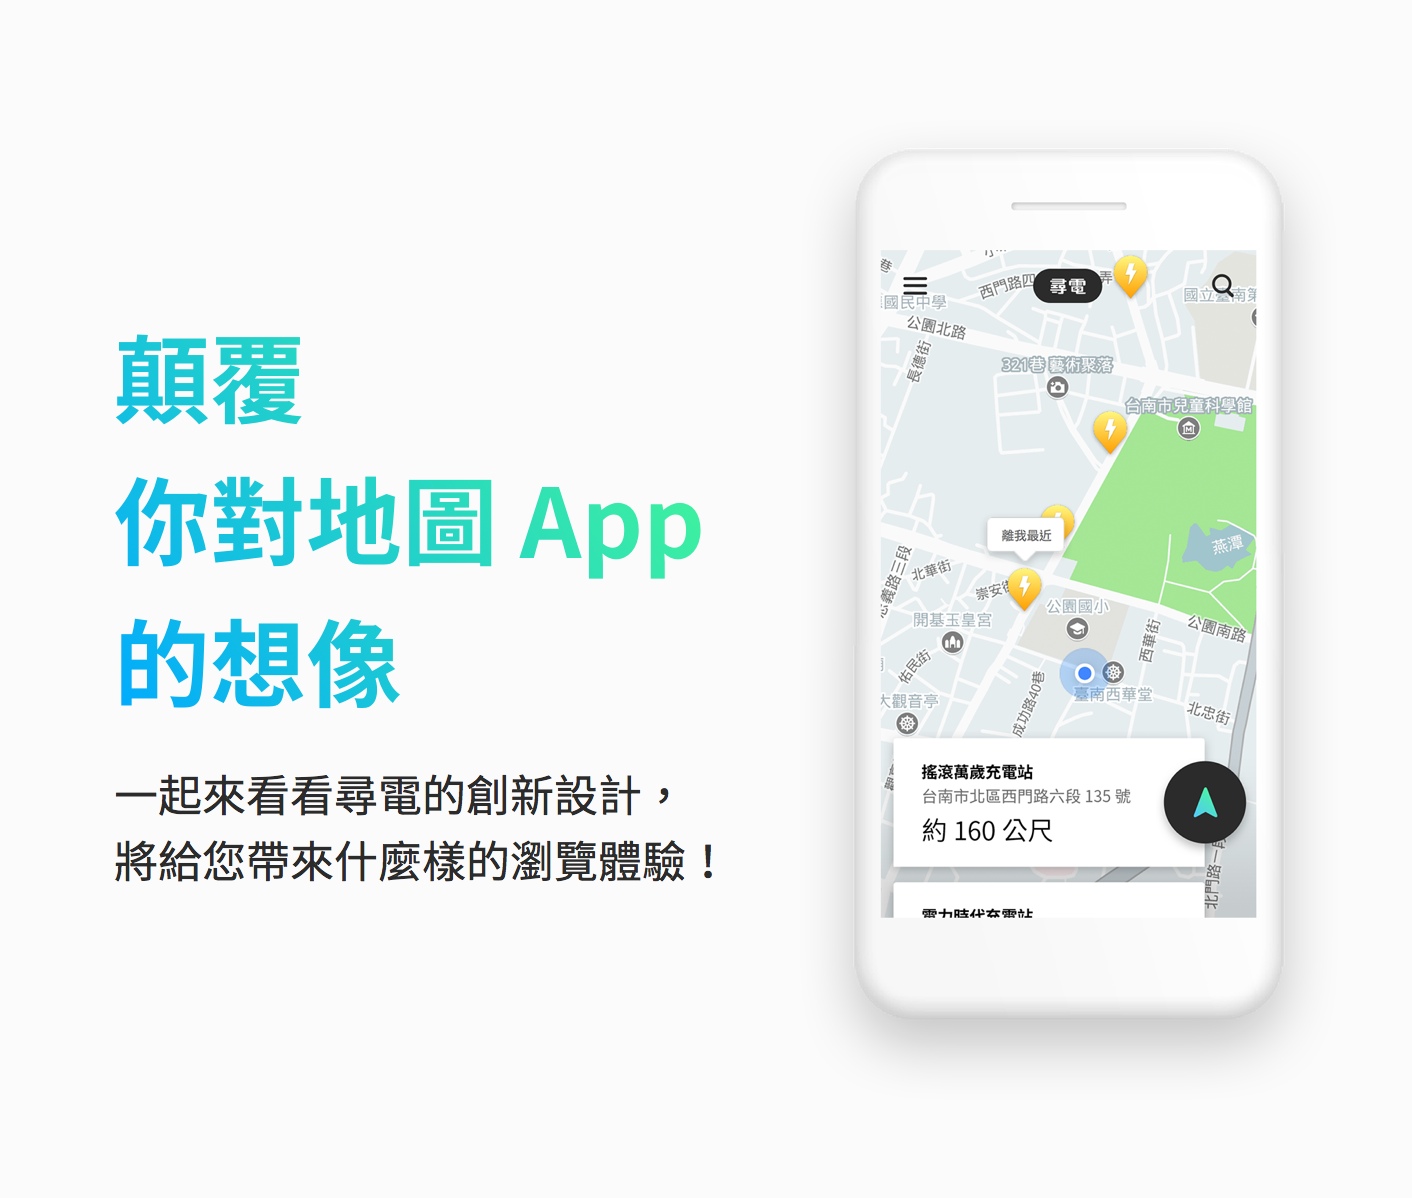 顛覆
你對地圖 App
的想像
一起來看看尋電的創新設計，
將給您帶來什麼樣的瀏覽體驗！
巷
西門路四
尋電
弄
國民中學
國立臺南第
公園北路
長德街
321巷 藝術聚落
台南市兒童科學館
離我最近
燕潭
忠義路三段
北華街
崇安街
公園國小
開基玉皇宮
公園南路
西華街
佑民街
臺南西華堂
大觀音亭
成功路40巷
北忠街
搖滾萬歲充電站
台南市北區西門路六段 135 號
約 160 公尺
北門路一
電力時代充電站